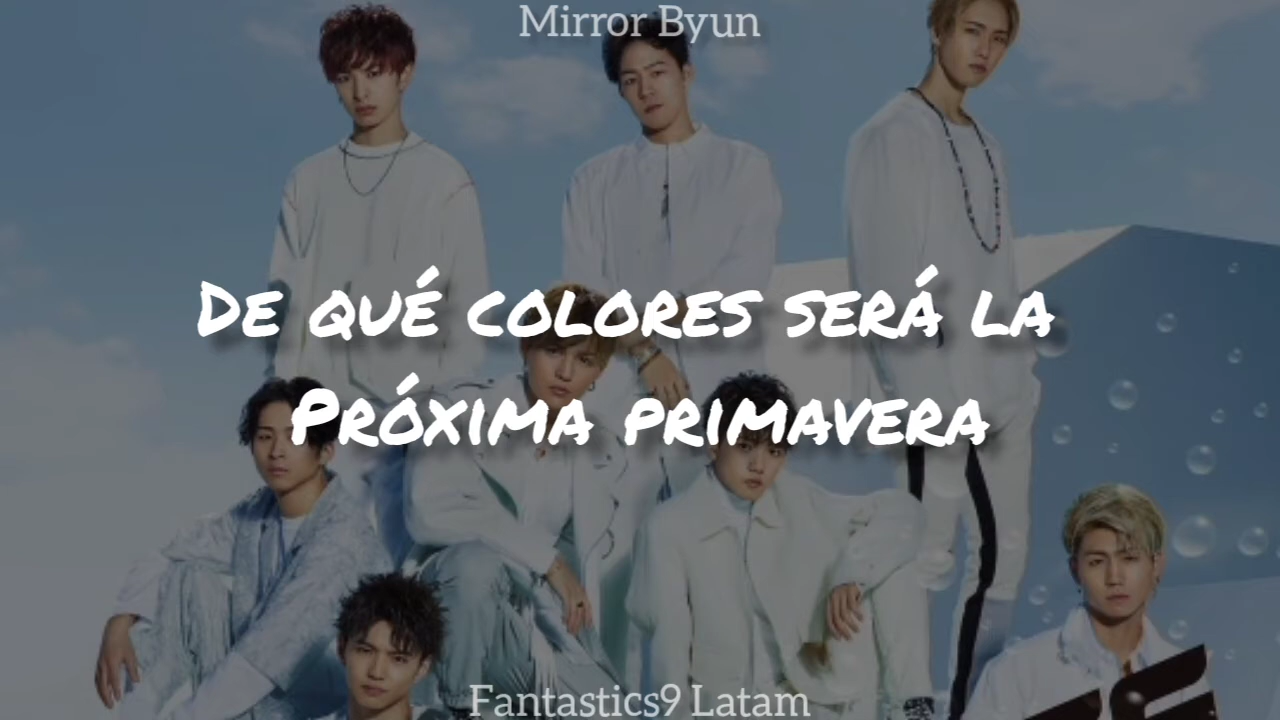 Mirror Byun
De qué colores será la
Próxima primavera
Fantastics9 Latam